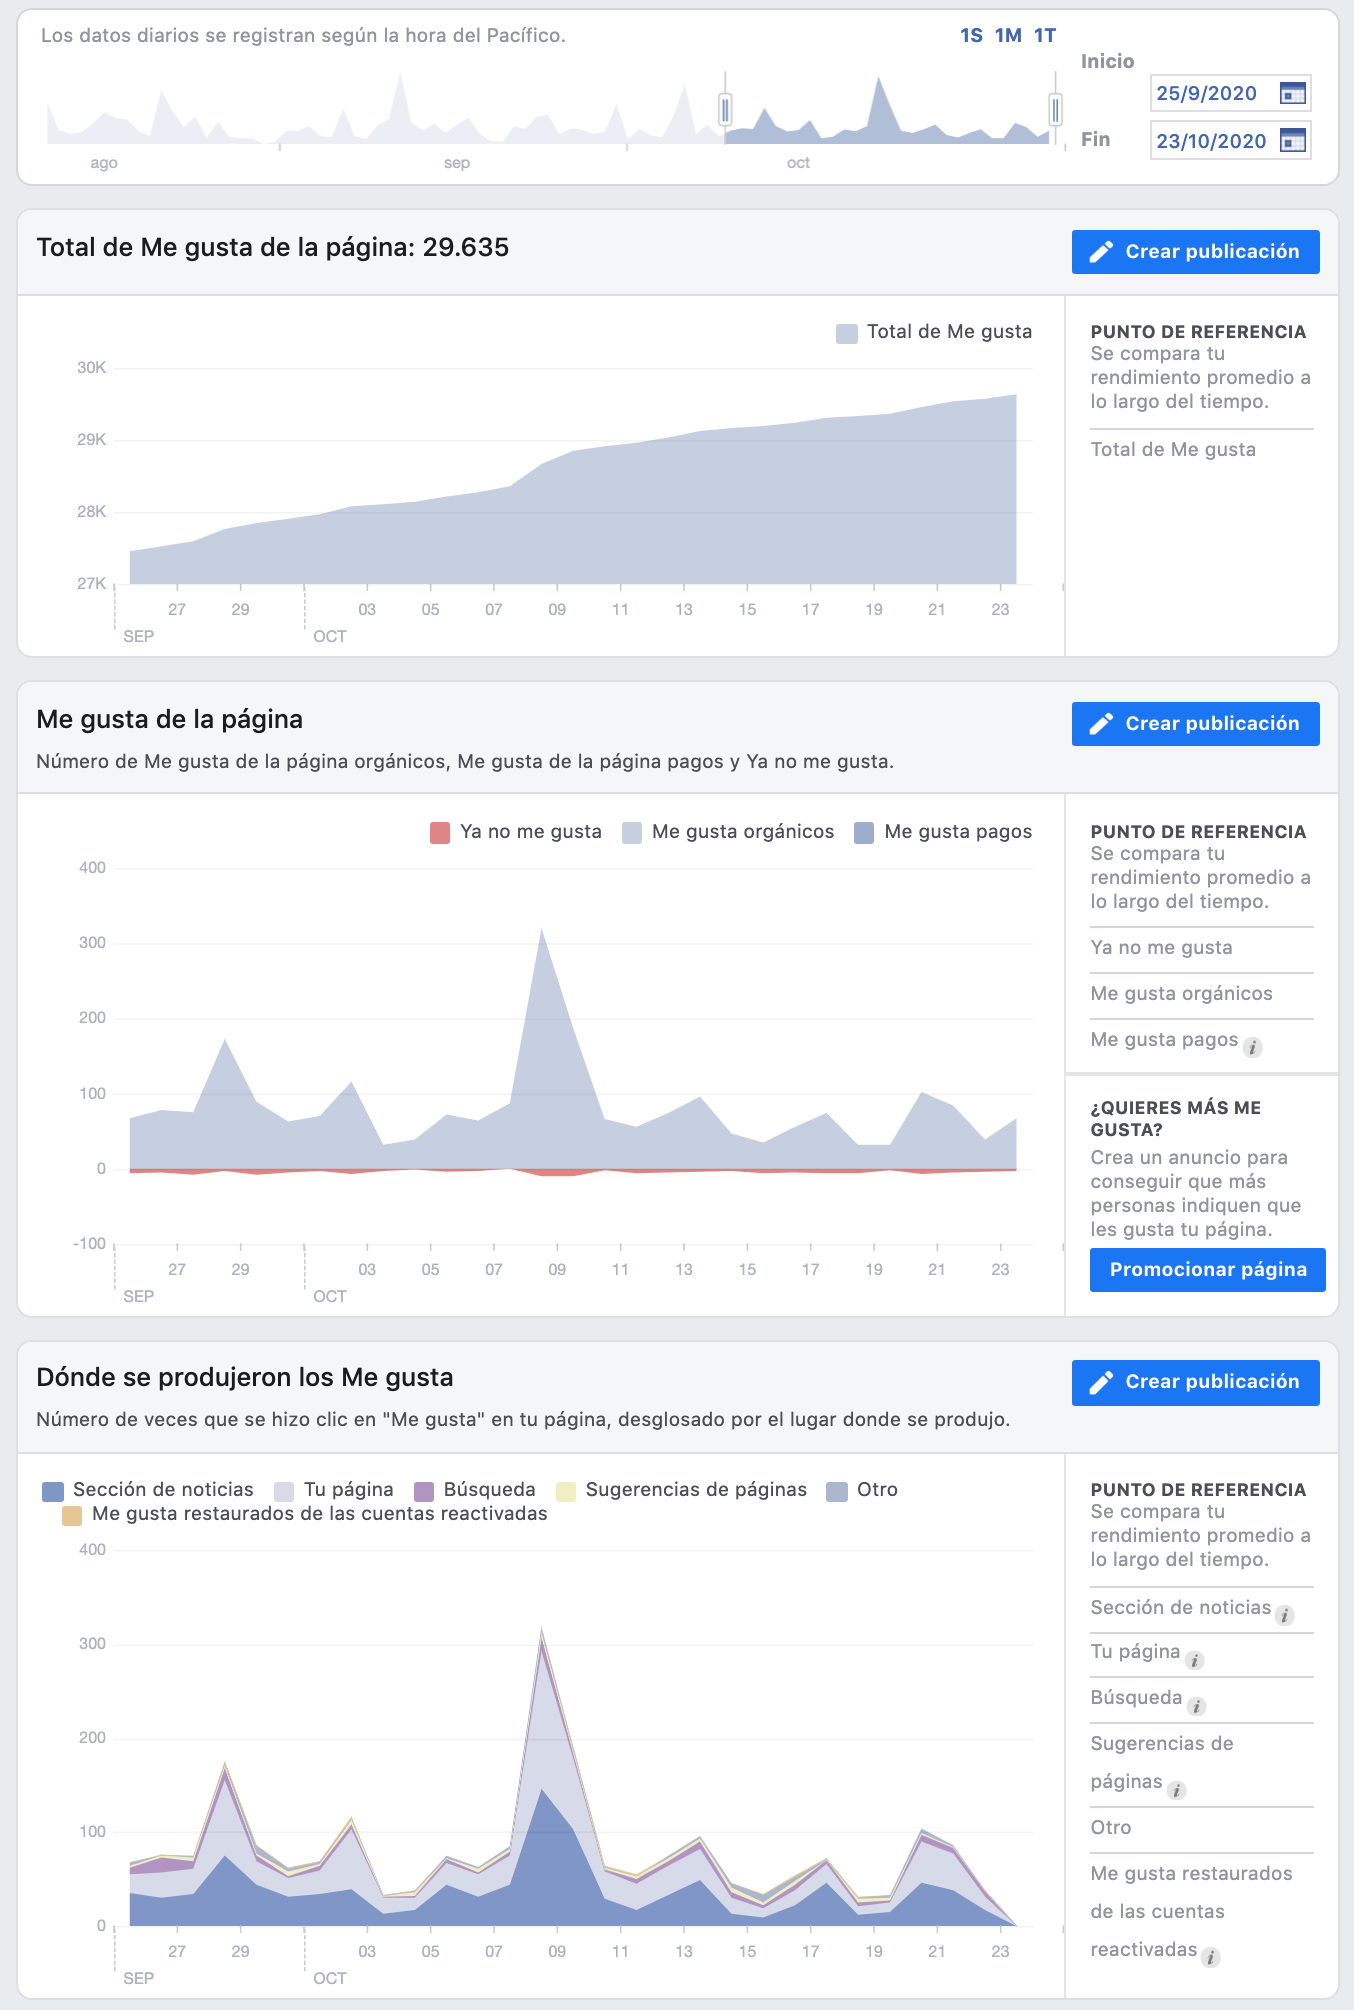 Los datos diarios se registran según la hora del Pacífico.
1S 1M 1T
Inicio
25/9/2020
Fin
23/10/2020
ago
sep
oct
Total de Me gusta de la página: 29.635
Crear publicación
Total de Me gusta
30K
29K
28K
27K
27 29 03 05 07 09 11 13 15 17 19 21 23
SEP OCT
PUNTO DE REFERENCIA
Se compara tu
rendimiento promedio a
lo largo del tiempo.
Total de Me gusta
Me gusta de la página
Número de Me gusta de la página orgánicos, Me gusta de la página pagos y Ya no me gusta.
Crear publicación
Ya no me gusta Me gusta orgánicos Me gusta pagos
400
300
200
100
0
-100
27 29 03 05 07 09 11 13 15 17 19 21 23
SEP OCT
PUNTO DE REFERENCIA
Se compara tu
rendimiento promedio a
lo largo del tiempo.
Ya no me gusta
Me gusta orgánicos
Me gusta pagos i
¿QUIERES MÁS ME
GUSTA?
Crea un anuncio para
conseguir que más
personas indiquen que
les gusta tu página.
Promocionar página
Dónde se produjeron los Me gusta
Número de veces que se hizo clic en "Me gusta" en tu página, desglosado por el lugar donde se produjo.
Crear publicación
Sección de noticias Tu página Búsqueda Sugerencias de páginas Otro
Me gusta restaurados de las cuentas reactivadas
400
300
200
100
0
27 29 03 05 07 09 11 13 15 17 19 21 23
SEP OCT
PUNTO DE REFERENCIA
Se compara tu
rendimiento promedio a
lo largo del tiempo.
Sección de noticias i
Tu página i
Búsqueda i
Sugerencias de
páginas i
Otro
Me gusta restaurados
de las cuentas
reactivadas i